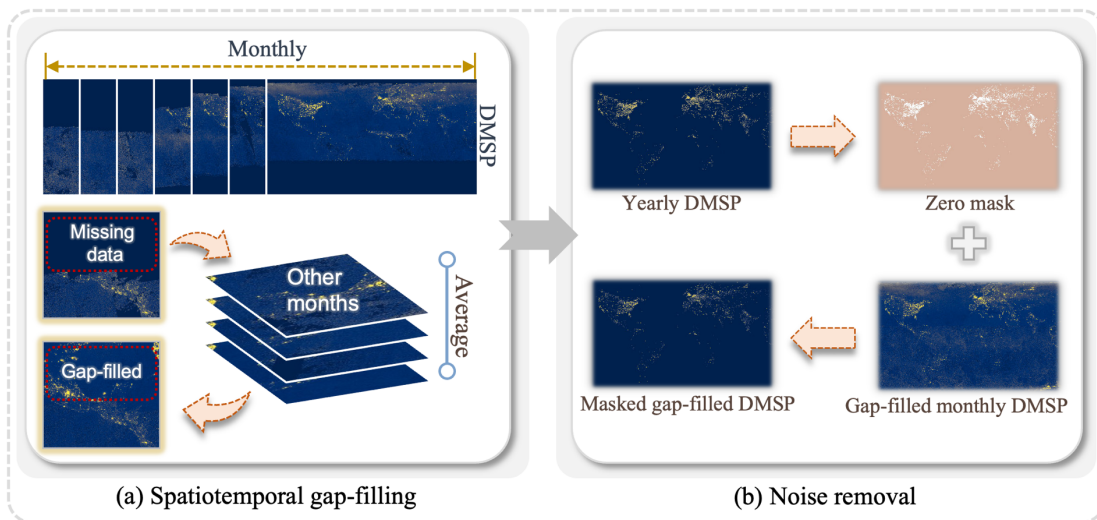 Monthly
DMSP
Missing
data
Other
months
Average
Gap-filled
(a) Spatiotemporal gap-filling
Yearly DMSP
Zero mask
Masked gap-filled DMSP
Gap-filled monthly DMSP
(b) Noise removal